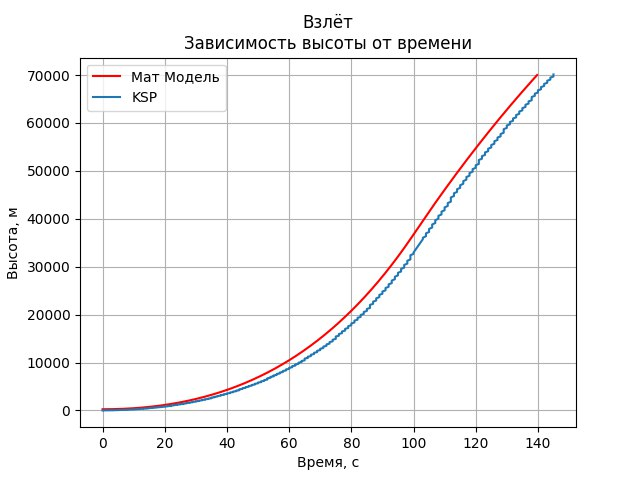 Взлёт
Зависимость высоты от времени
Мат Модель
KSP
Высота, м
70000
60000
50000
40000
30000
20000
10000
0
0 20 40 60 80 100 120 140
Время, с